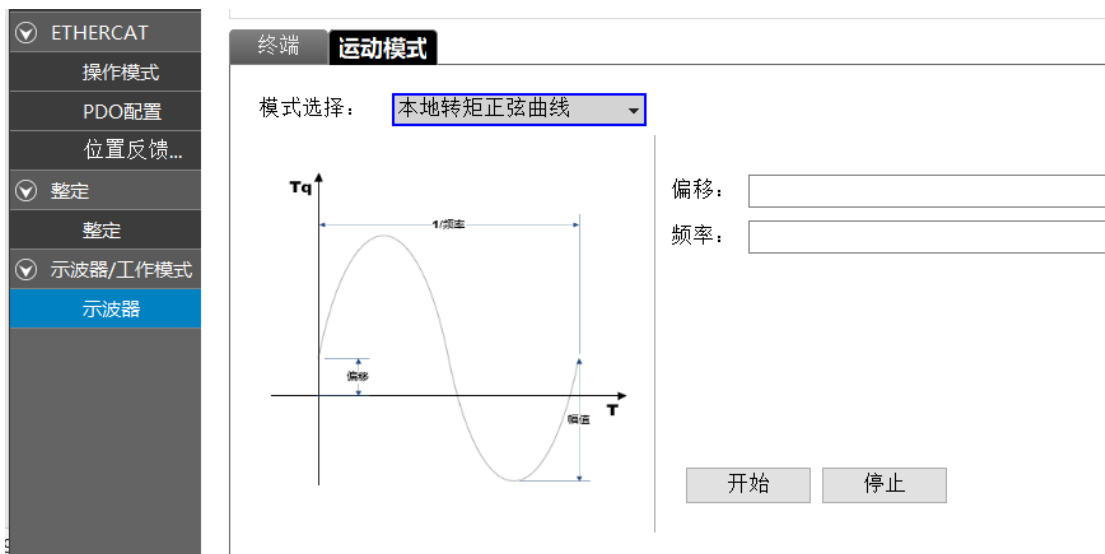 ETHERCAT
操作模式
PDO配置
位置反馈...
整定
整定
示波器/工作模式
示波器
终端
运动模式
模式选择：
本地转矩正弦曲线
Tq
1/频率
偏移
幅值
T
偏移：
频率：
开始
停止